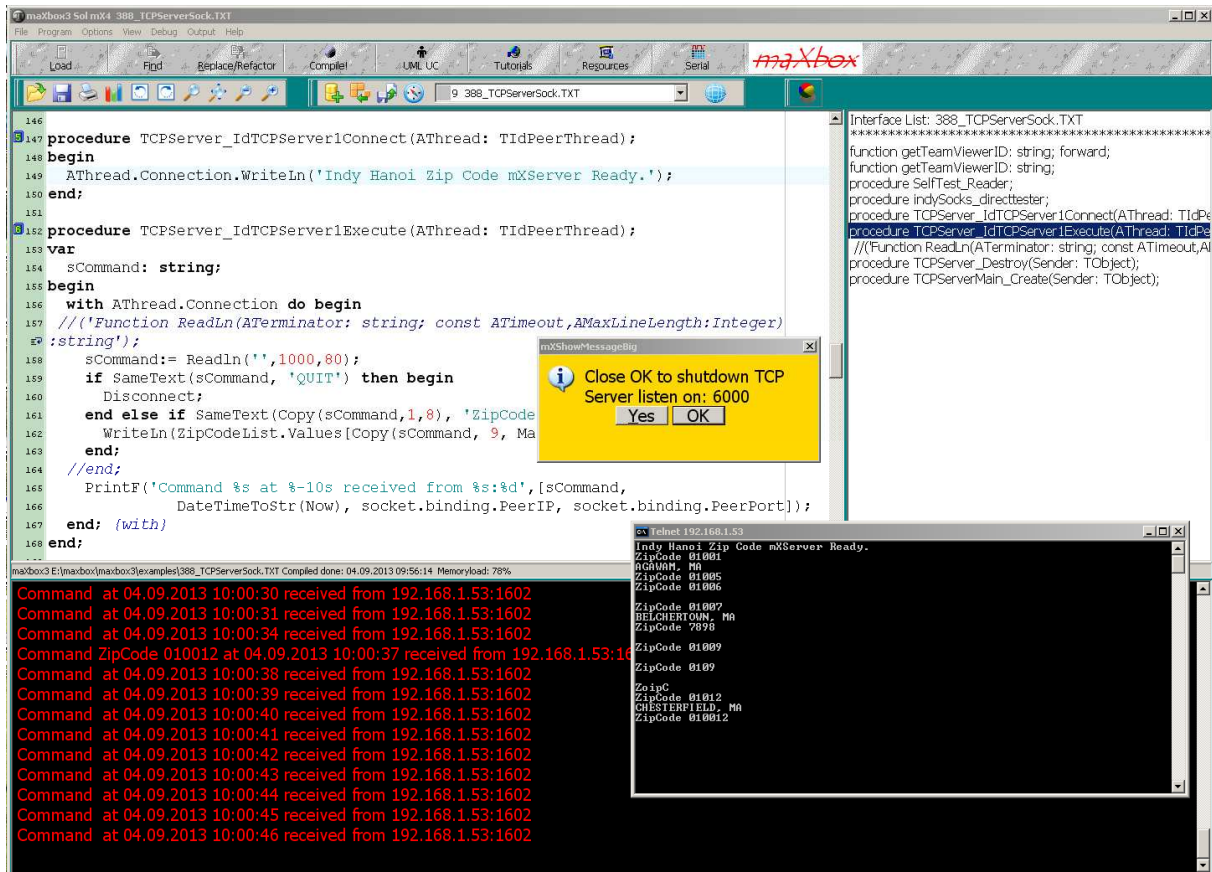 maXbox3 Sol mX4 388_TCPServerSock.TXT
File Program Options View Debug Output Help
Load Find Replace/Refactor Compile! UML UC Tutorials Resources Serial maXbox
9 388_TCPServerSock.TXT
146
147 procedure TCPServer_IdTCPServer1Connect(AThread: TIdPeerThread);
148 begin
149 AThread.Connection.WriteLn('Indy Hanoi Zip Code mXServer Ready.');
150 end;
151
152 procedure TCPServer_IdTCPServer1Execute(AThread: TIdPeerThread);
153 var
154 sCommand: string;
155 begin
156 with AThread.Connection do begin
157 //('Function ReadLn(ATerminator: string; const ATimeout,AMaxLineLength:Integer)
:string');
158 sCommand:= Readln('',1000,80);
159 if SameText(sCommand, 'QUIT') then begin
160 Disconnect;
161 end else if SameText(Copy(sCommand,1,8), 'ZipCode
162 WriteLn(ZipCodeList.Values[Copy(sCommand, 9, Ma
163 end;
164 //end;
165 PrintF('Command %s at %-10s received from %s:%d',[sCommand,
166 DateTimeToStr(Now), socket.binding.PeerIP, socket.binding.PeerPort]);
167 end; {with}
168 end;
Interface List: 388_TCPServerSock.TXT
****************************************************
function getTeamViewerID: string; forward;
function getTeamViewerID: string;
procedure SelfTest_Reader;
procedure indySocks_directtester;
procedure TCPServer_IdTCPServer1Connect(AThread: TIdPe
procedure TCPServer_IdTCPServer1Execute(AThread: TIdPe
//('Function ReadLn(ATerminator: string; const ATimeout,A
procedure TCPServer_Destroy(Sender: TObject);
procedure TCPServerMain_Create(Sender: TObject);
mXShowMessageBig
Close OK to shutdown TCP
Server listen on: 6000
Yes OK
maXbox3 E:\maxbox\maxbox3\examples\388_TCPServerSock.TXT Compiled done: 04.09.2013 09:56:14 Memoryload: 78%
Command at 04.09.2013 10:00:30 received from 192.168.1.53:1602
Command at 04.09.2013 10:00:31 received from 192.168.1.53:1602
Command at 04.09.2013 10:00:34 received from 192.168.1.53:1602
Command ZipCode 010012 at 04.09.2013 10:00:37 received from 192.168.1.53:16
Command at 04.09.2013 10:00:38 received from 192.168.1.53:1602
Command at 04.09.2013 10:00:39 received from 192.168.1.53:1602
Command at 04.09.2013 10:00:40 received from 192.168.1.53:1602
Command at 04.09.2013 10:00:41 received from 192.168.1.53:1602
Command at 04.09.2013 10:00:42 received from 192.168.1.53:1602
Command at 04.09.2013 10:00:43 received from 192.168.1.53:1602
Command at 04.09.2013 10:00:44 received from 192.168.1.53:1602
Command at 04.09.2013 10:00:45 received from 192.168.1.53:1602
Command at 04.09.2013 10:00:46 received from 192.168.1.53:1602
Telnet 192.168.1.53
Indy Hanoi Zip Code mXServer Ready.
ZipCode 01001
AGAWAM, MA
ZipCode 01005
ZipCode 01006
ZipCode 01007
BELCHERTOWN, MA
ZipCode 7898
ZipCode 01009
ZipCode 0109
ZoipC
ZipCode 01012
CHESTERFIELD, MA
ZipCode 010012